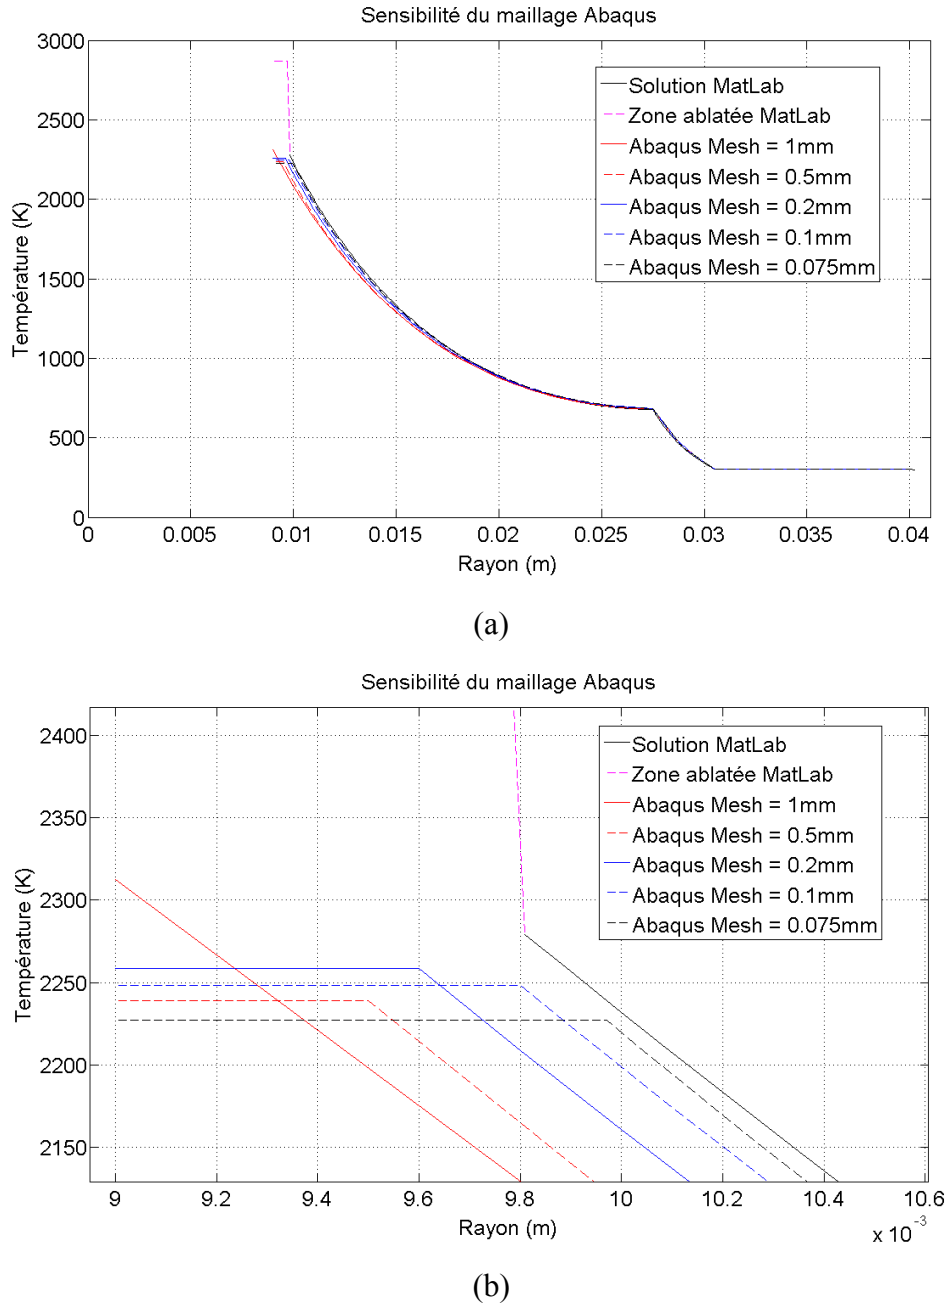 Sensibilité du maillage Abaqus
3000
2500
2000
1500
1000
500
0
Température (K)
Solution MatLab
Zone ablatée MatLab
Abaqus Mesh = 1mm
Abaqus Mesh = 0.5mm
Abaqus Mesh = 0.2mm
Abaqus Mesh = 0.1mm
Abaqus Mesh = 0.075mm
0 0.005 0.01 0.015 0.02 0.025 0.03 0.035 0.04
Rayon (m)
(a)
Sensibilité du maillage Abaqus
2400
2350
2300
2250
2200
2150
Température (K)
Solution MatLab
Zone ablatée MatLab
Abaqus Mesh = 1mm
Abaqus Mesh = 0.5mm
Abaqus Mesh = 0.2mm
Abaqus Mesh = 0.1mm
Abaqus Mesh = 0.075mm
9 9.2 9.4 9.6 9.8 10 10.2 10.4 10.6
Rayon (m)
x 10⁻³
(b)